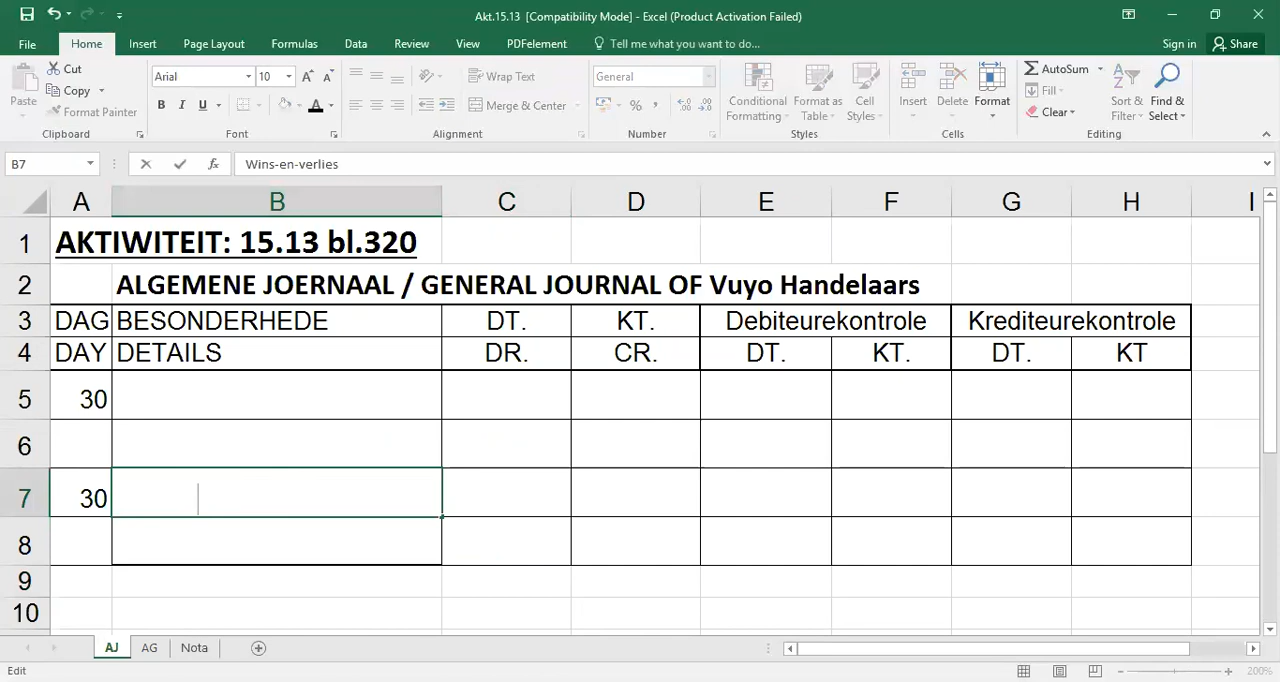 Akt.15.13 [Compatibility Mode] - Excel (Product Activation Failed)
File Home Insert Page Layout Formulas Data Review View PDFelement Tell me what you want to do... Sign in Share
Paste Cut Copy Format Painter Clipboard
Arial 10 B I U A Font
Wrap Text Merge & Center Alignment
General % , Number
Conditional Formatting Format as Table Cell Styles Styles
Insert Delete Format Cells
AutoSum Fill Clear Sort & Filter Find & Select Editing
B7 fx Wins-en-verlies
A B C D E F G H I
1 AKTIWITEIT: 15.13 bl.320
2 ALGEMENE JOERNAAL / GENERAL JOURNAL OF Vuyo Handelaars
3 DAG BESONDERHEDE DT. KT. Debiteurekontrole Krediteurekontrole
4 DAY DETAILS DR. CR. DT. KT. DT. KT
5 30
6
7 30
8
9
10
AJ AG Nota
Edit 200%